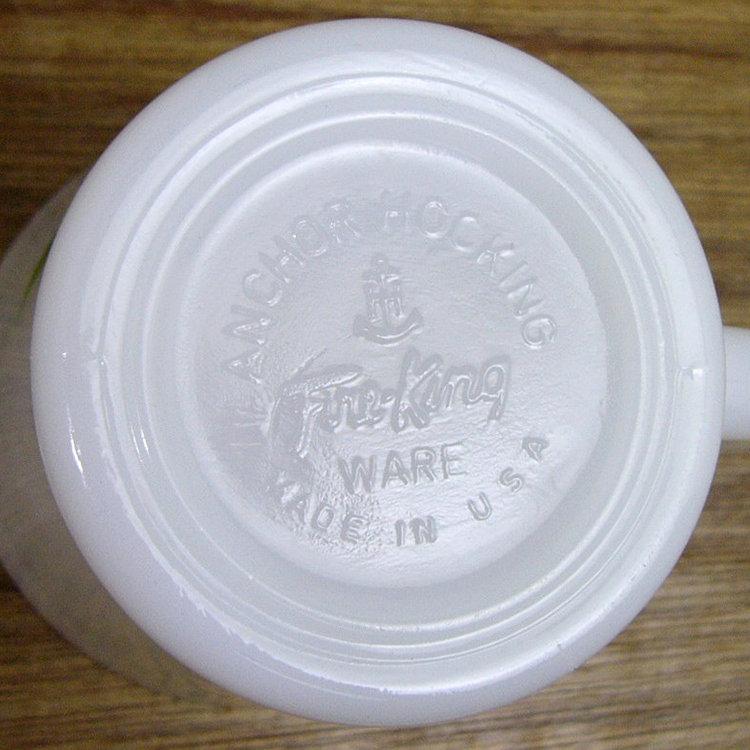 ANCHOR HOCKING
Fire-King
WARE
MADE IN USA